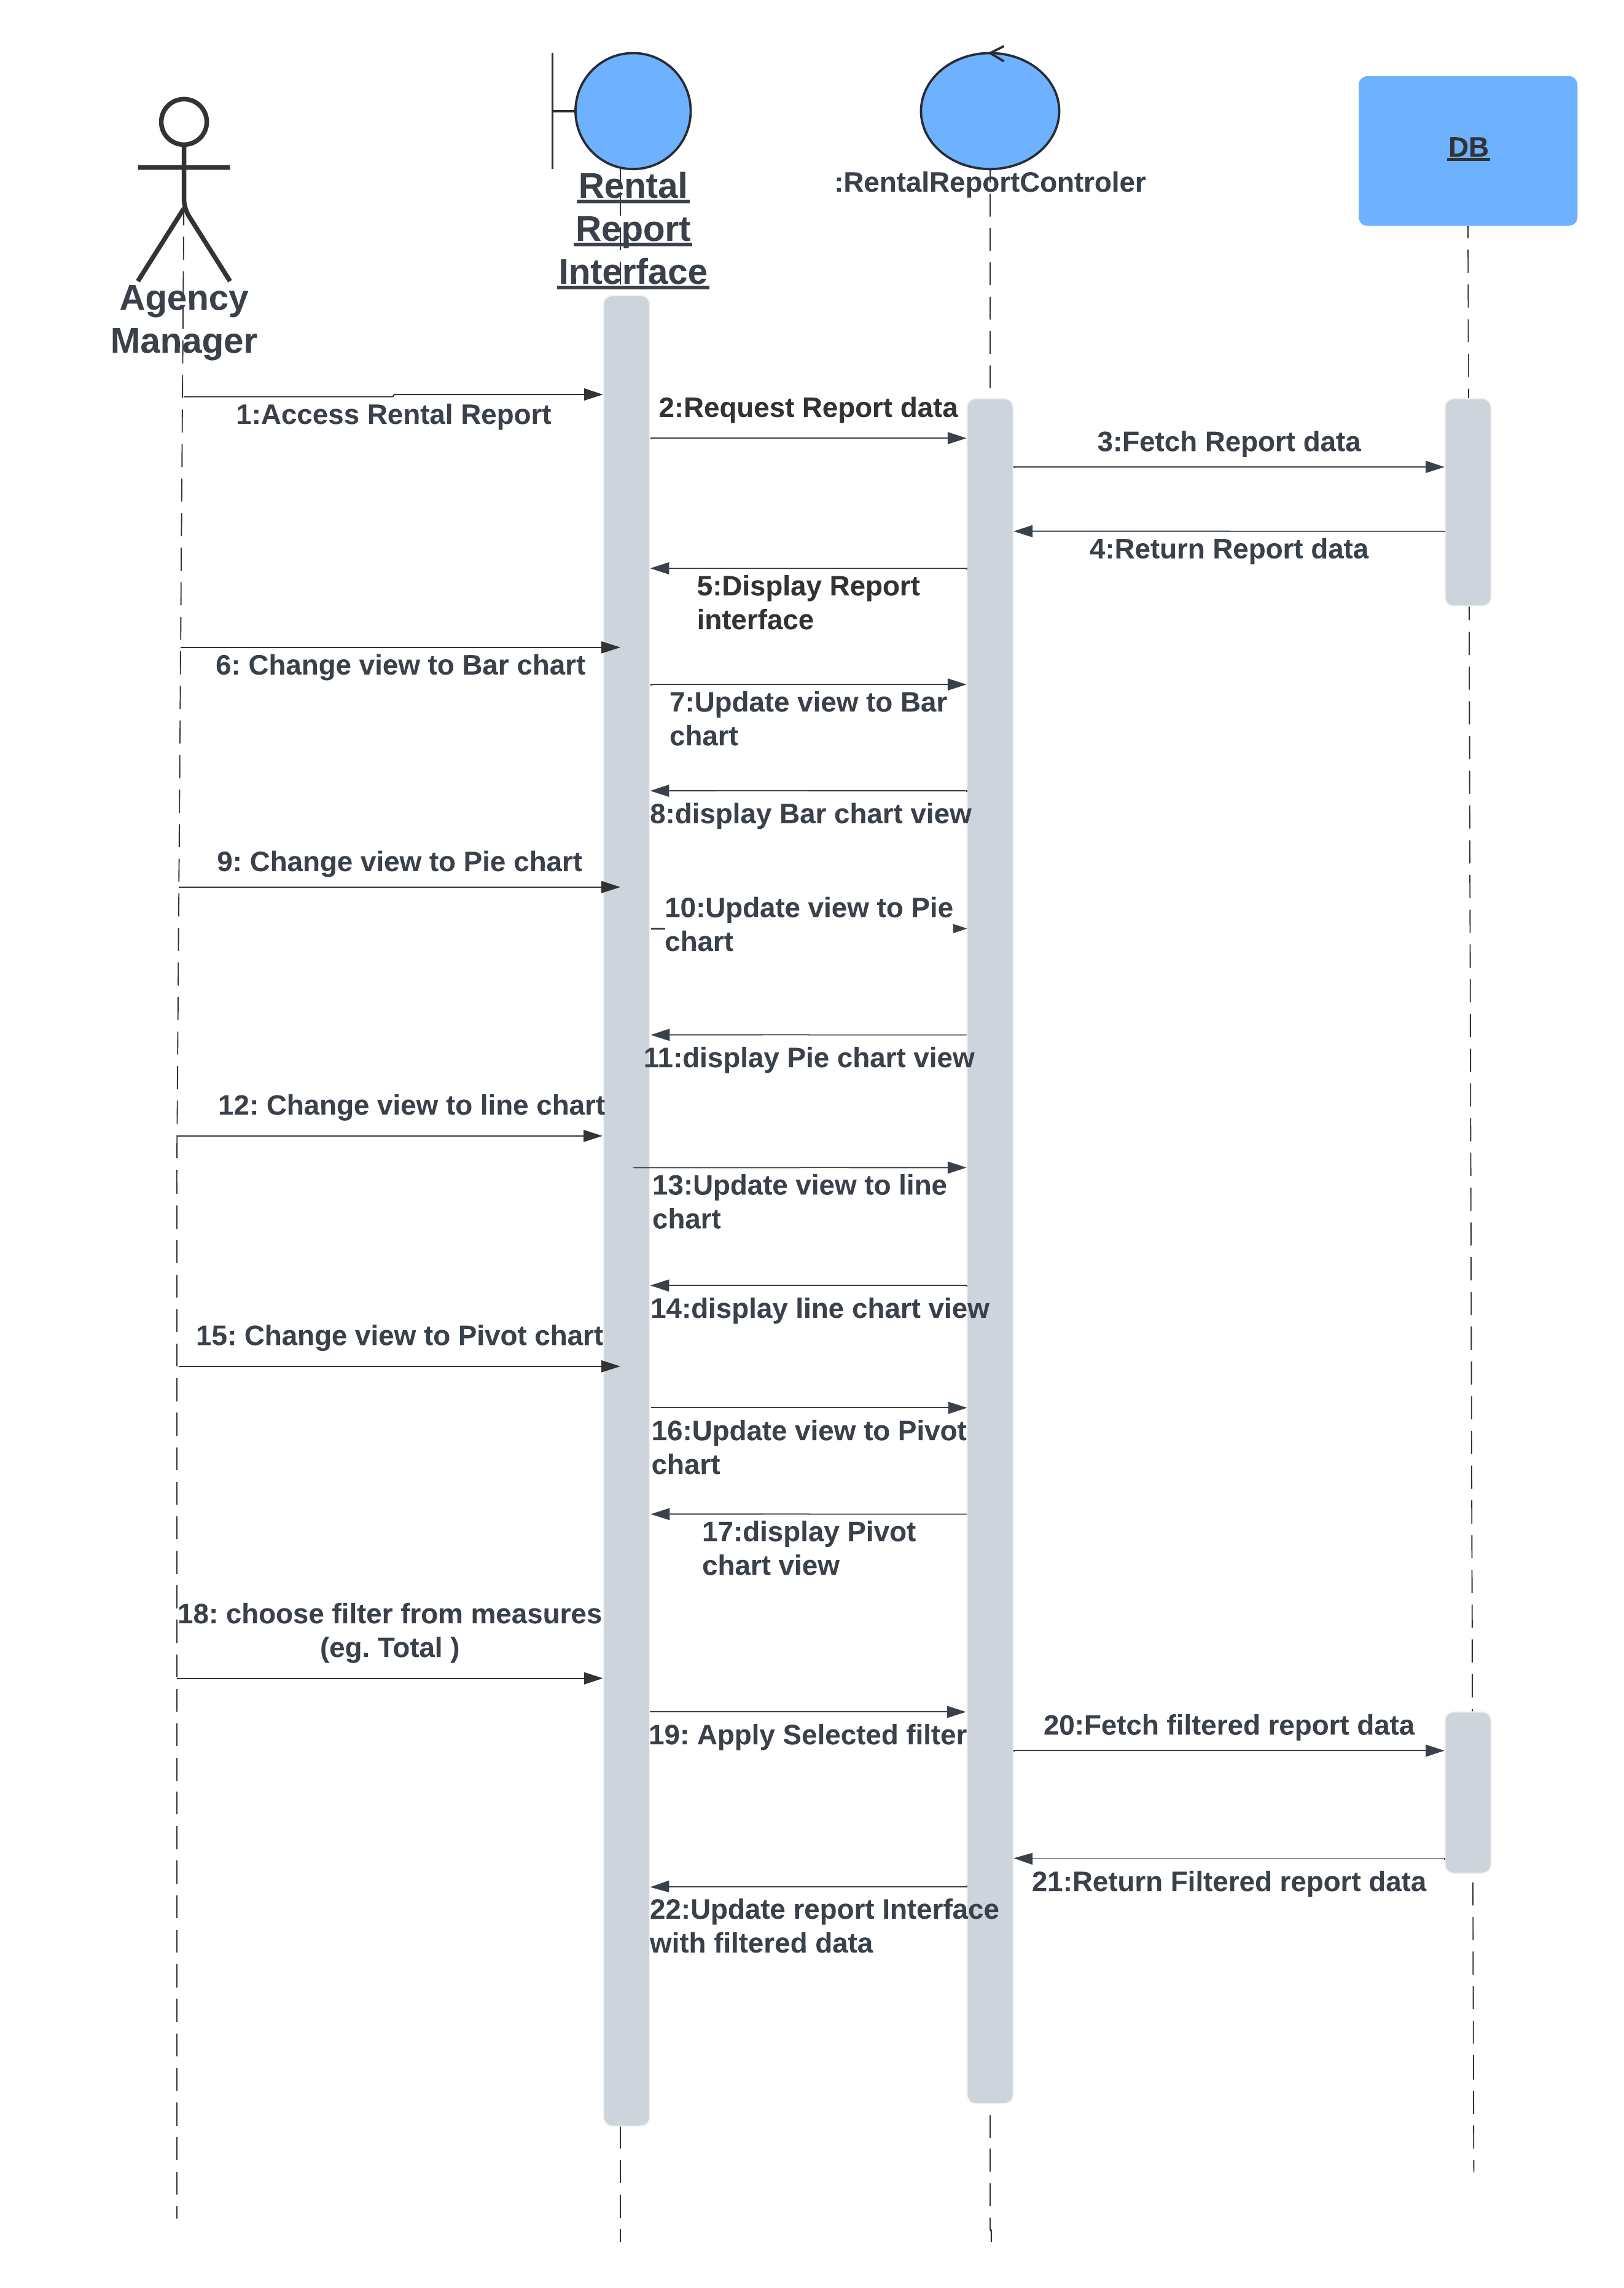 Rental
Report
Interface
:RentalReportControler
DB
Agency
Manager
1:Access Rental Report
2:Request Report data
3:Fetch Report data
4:Return Report data
5:Display Report
interface
6: Change view to Bar chart
7:Update view to Bar
chart
8:display Bar chart view
9: Change view to Pie chart
10:Update view to Pie
chart
11:display Pie chart view
12: Change view to line chart
13:Update view to line
chart
14:display line chart view
15: Change view to Pivot chart
16:Update view to Pivot
chart
17:display Pivot
chart view
18: choose filter from measures
(eg. Total )
19: Apply Selected filter
20:Fetch filtered report data
21:Return Filtered report data
22:Update report Interface
with filtered data